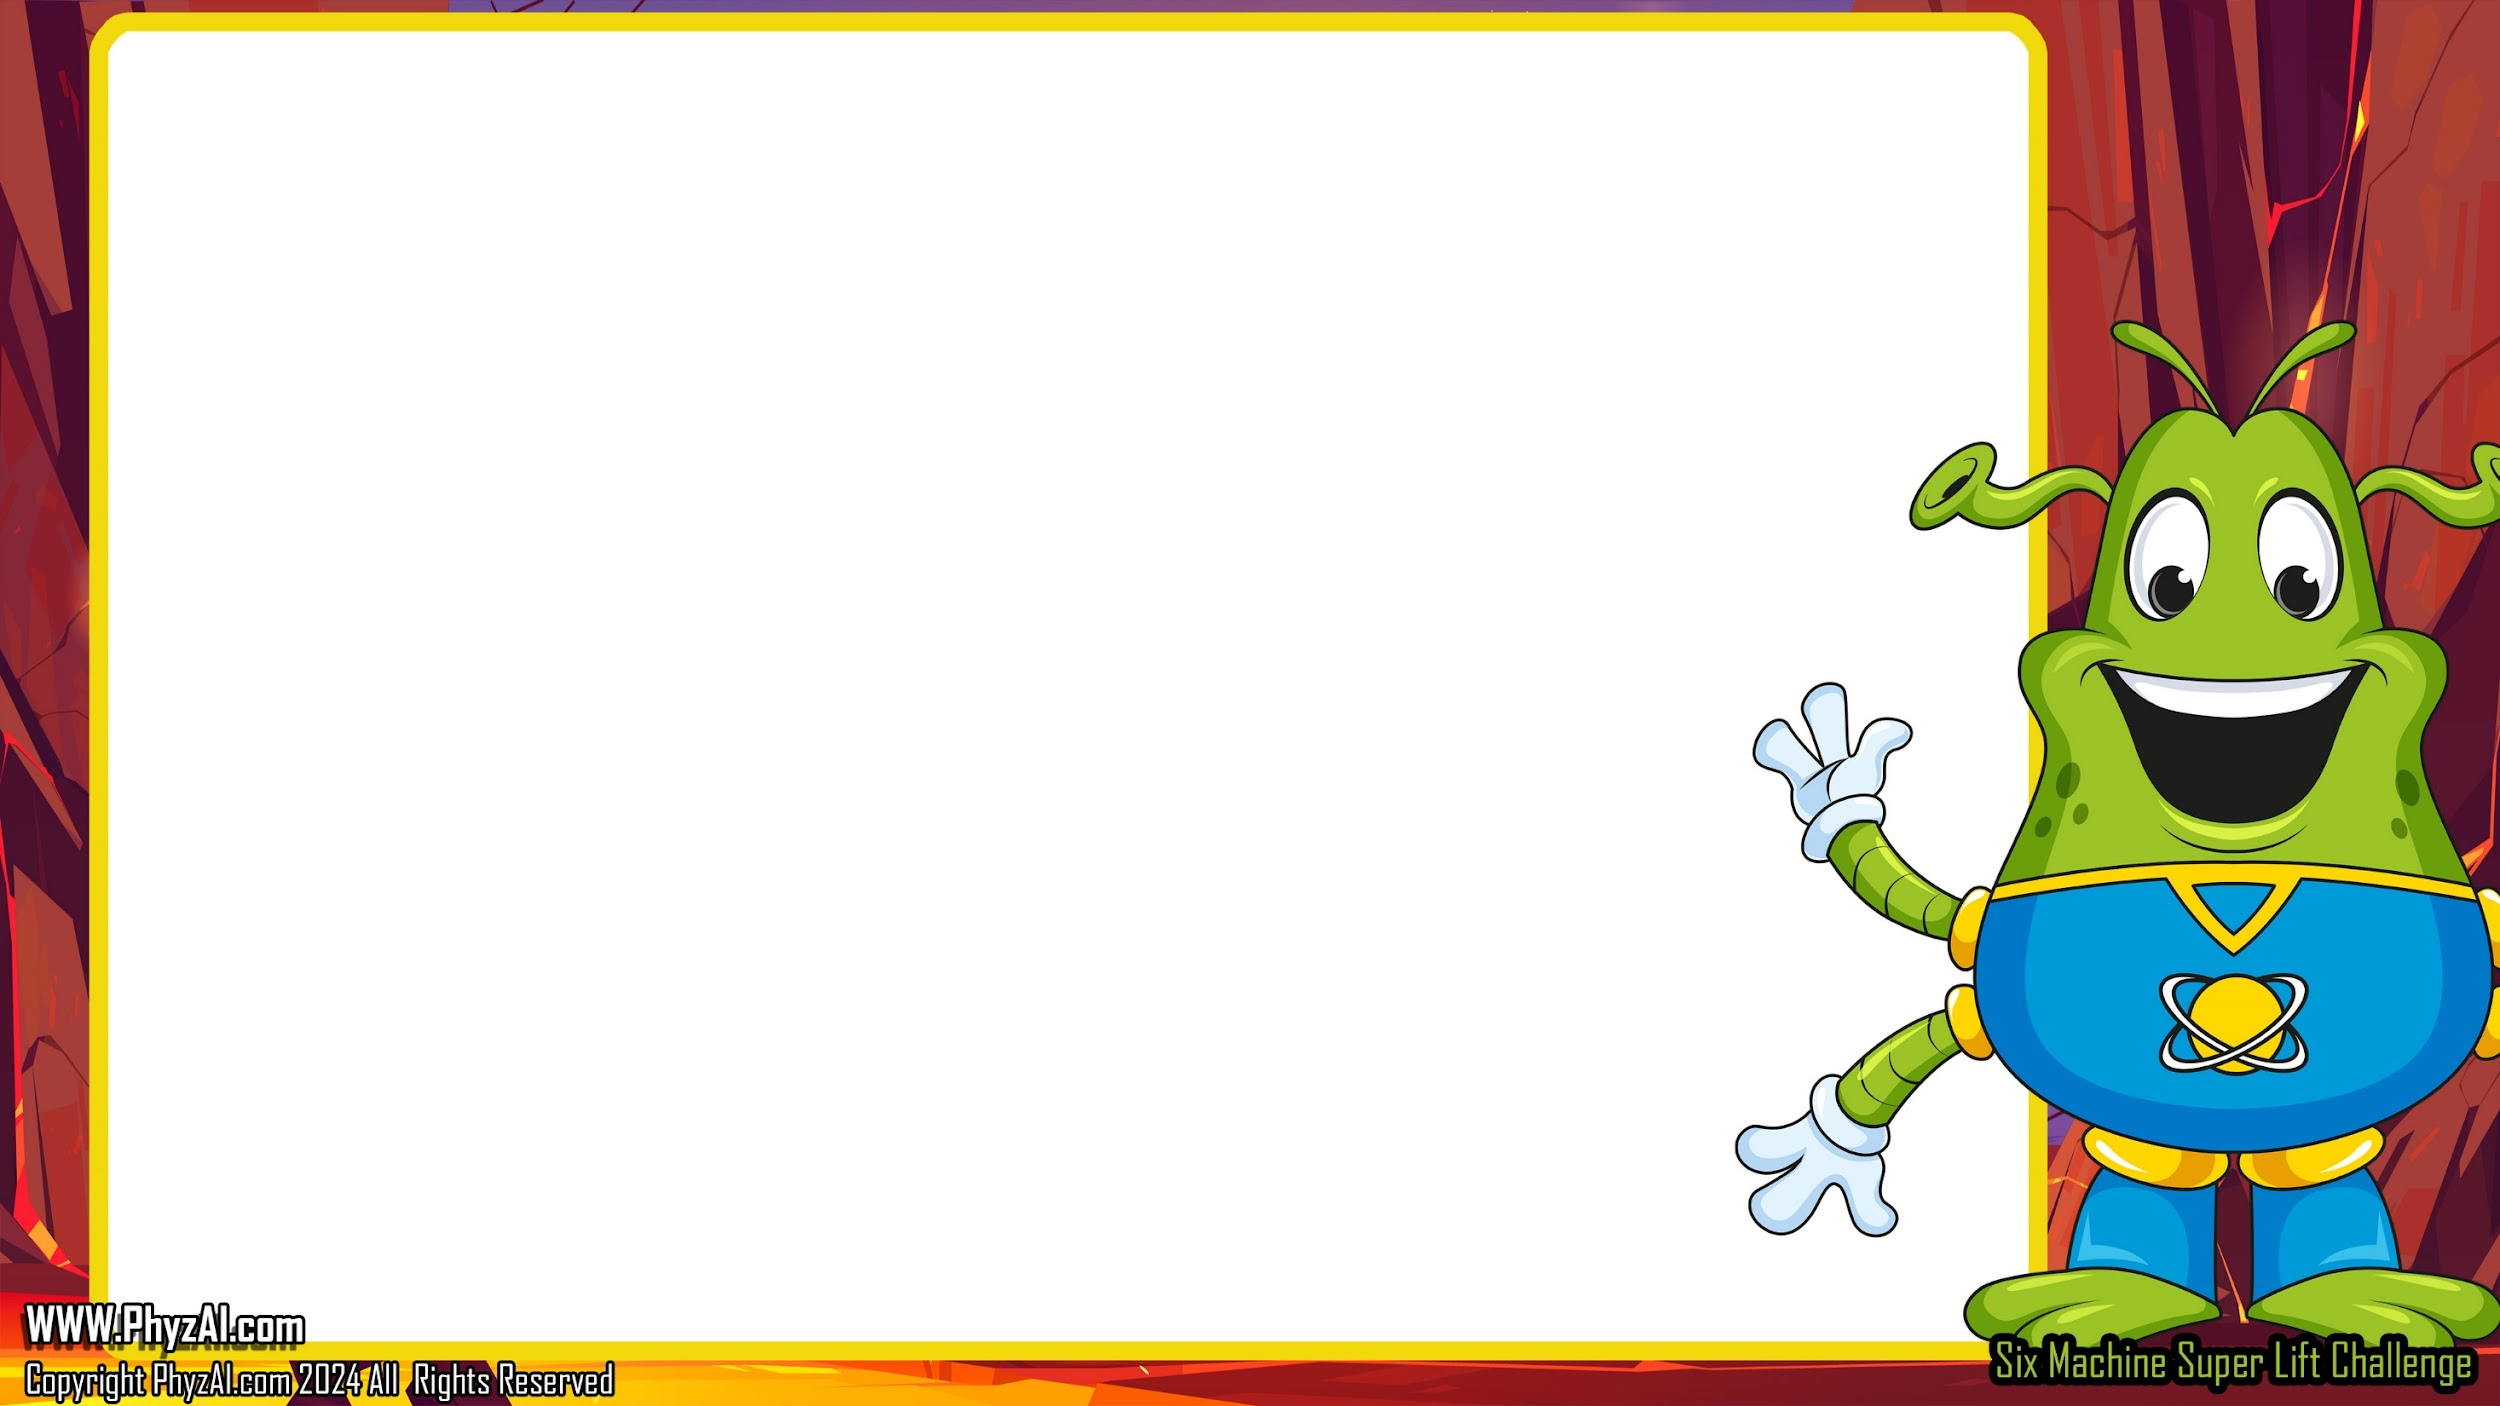 WWW.PhyzAI.com
Copyright PhyzAI.com 2024 All Rights Reserved
Six Machine Super Lift Challenge